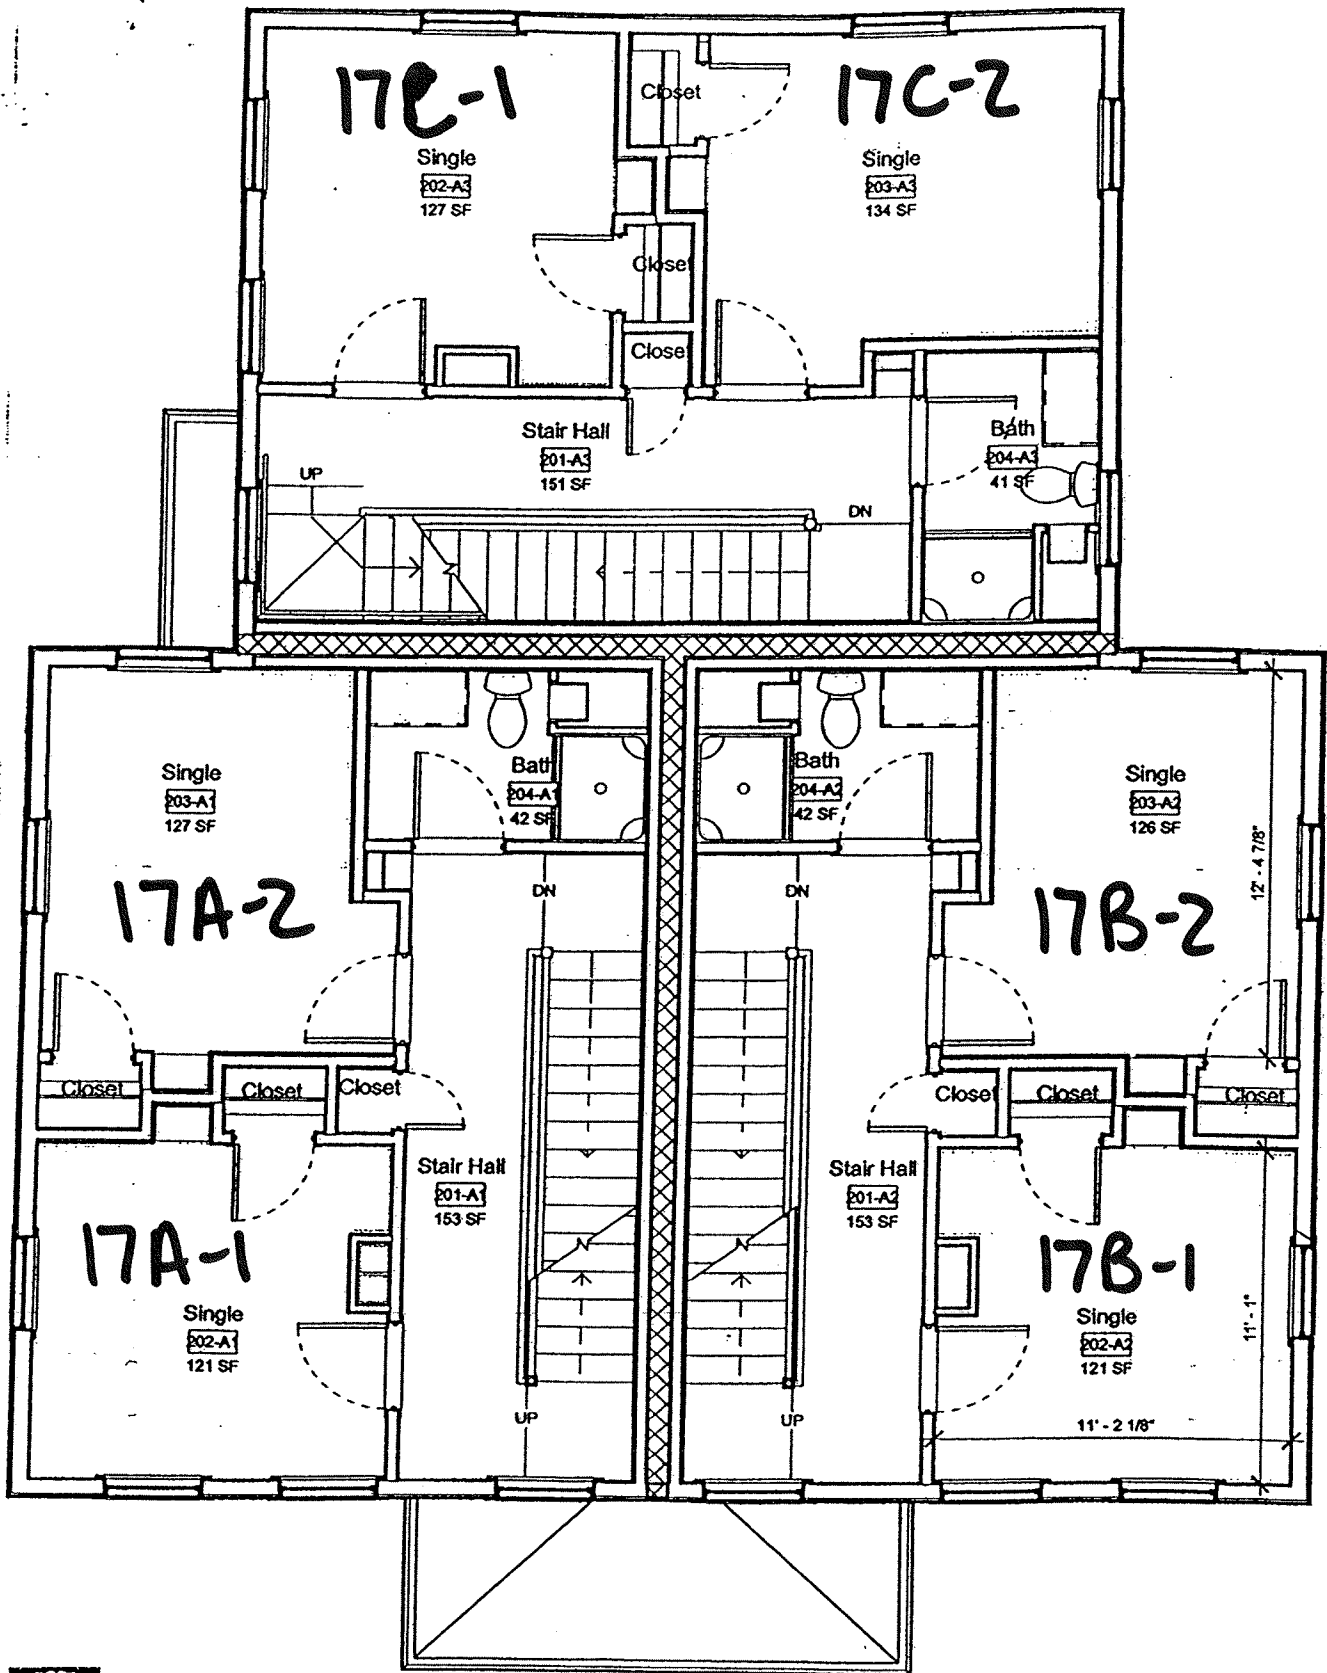 17C-1
Single
202-A3
127 SF
Closet
17C-2
Single
203-A3
134 SF
Closet
Closet
Stair Hall
201-A3
151 SF
UP
DN
Bath
204-A3
41 SF
Single
203-A1
127 SF
17A-2
Bath
204-A1
42 SF
DN
Closet
Closet
Closet
Stair Hall
201-A1
153 SF
17A-1
Single
202-A1
121 SF
UP
Bath
204-A2
42 SF
DN
Single
203-A2
126 SF
12' - 4 7/8"
17B-2
Closet
Closet
Closet
Stair Hall
201-A2
153 SF
17B-1
Single
202-A2
121 SF
11' - 1"
11' - 2 1/8"
UP